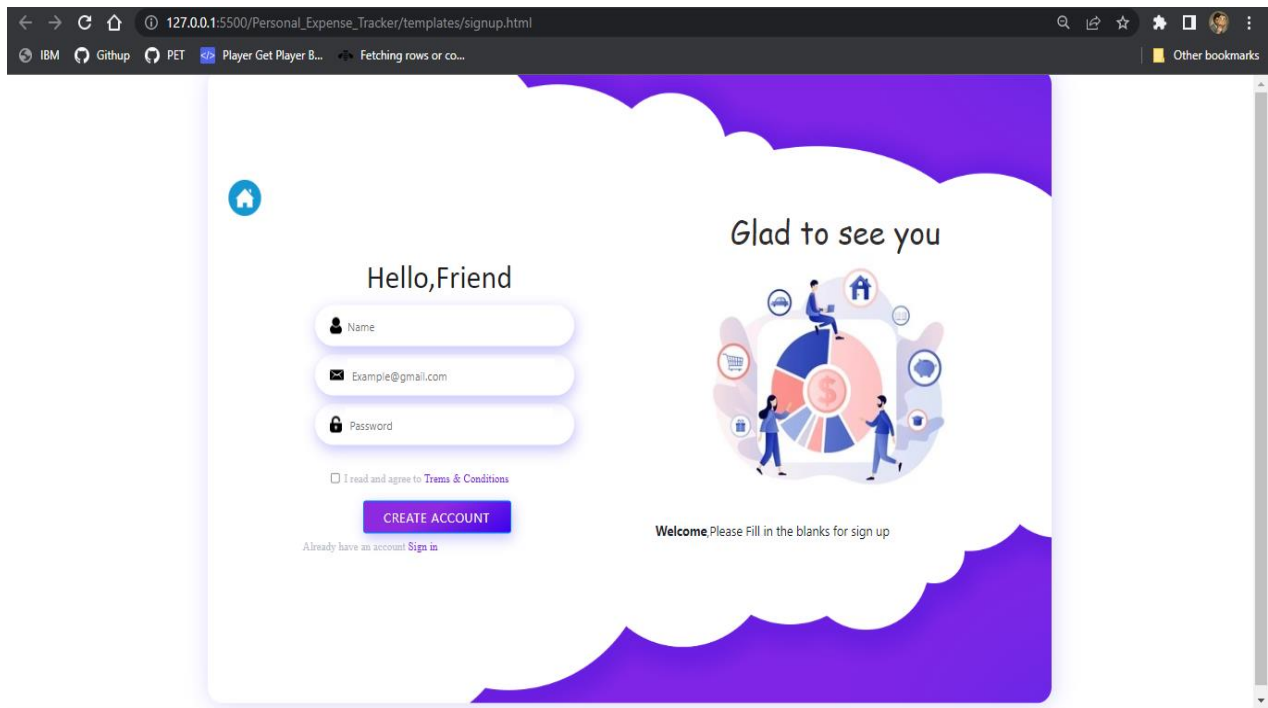 127.0.0.1:5500/Personal_Expense_Tracker/templates/signup.html
IBM Githup PET Player Get Player B... Fetching rows or co... Other bookmarks
Glad to see you
Hello,Friend
Name
Example@gmail.com
Password
I read and agree to Trems & Conditions
CREATE ACCOUNT
Already have an account Sign in
Welcome,Please Fill in the blanks for sign up